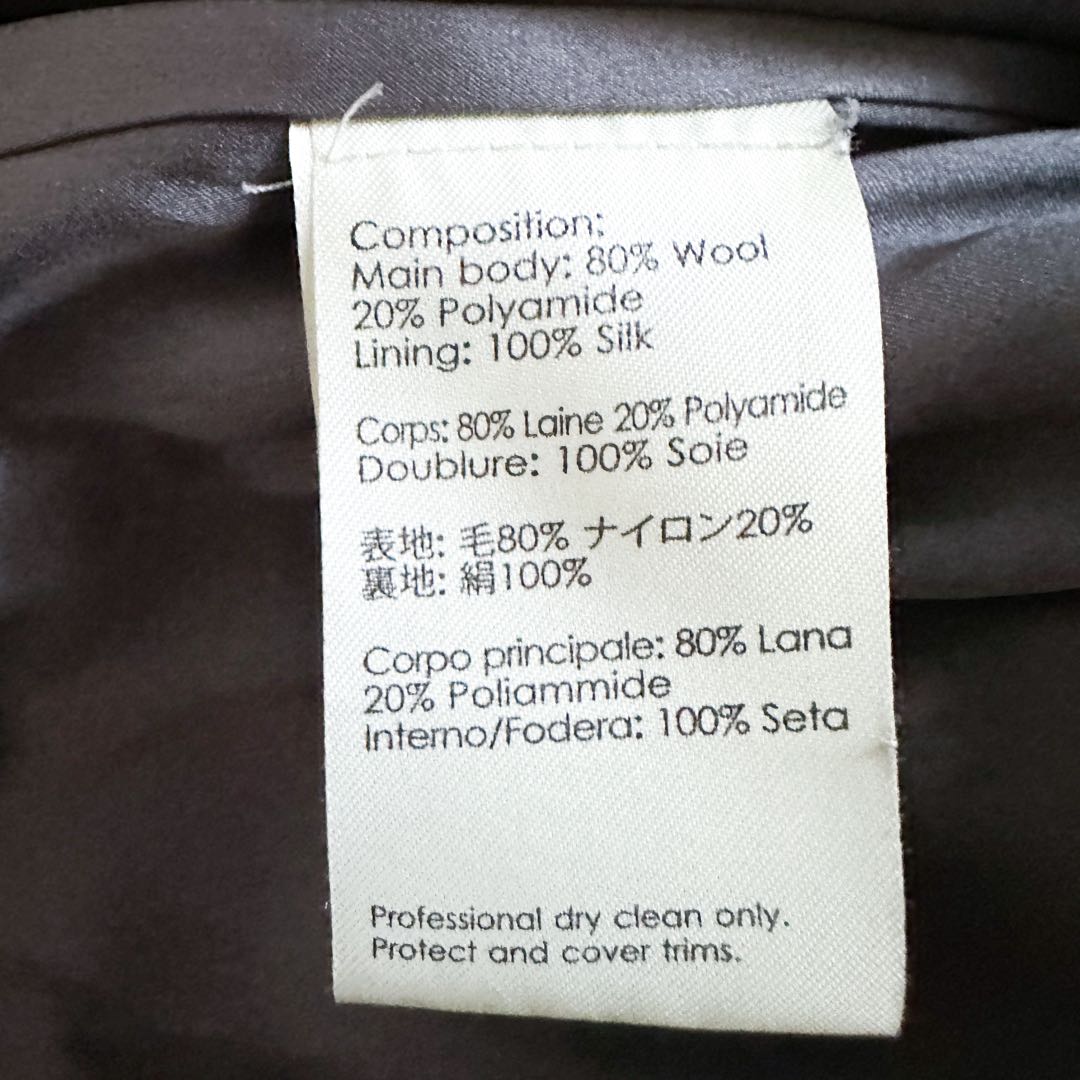 Composition:
Main body: 80% Wool
20% Polyamide
Lining: 100% Silk
Corps: 80% Laine 20% Polyamide
Doublure: 100% Soie
表地: 毛80% ナイロン20%
裏地: 絹100%
Corpo principale: 80% Lana
20% Poliammide
Interno/Fodera: 100% Seta
Professional dry clean only.
Protect and cover trims.